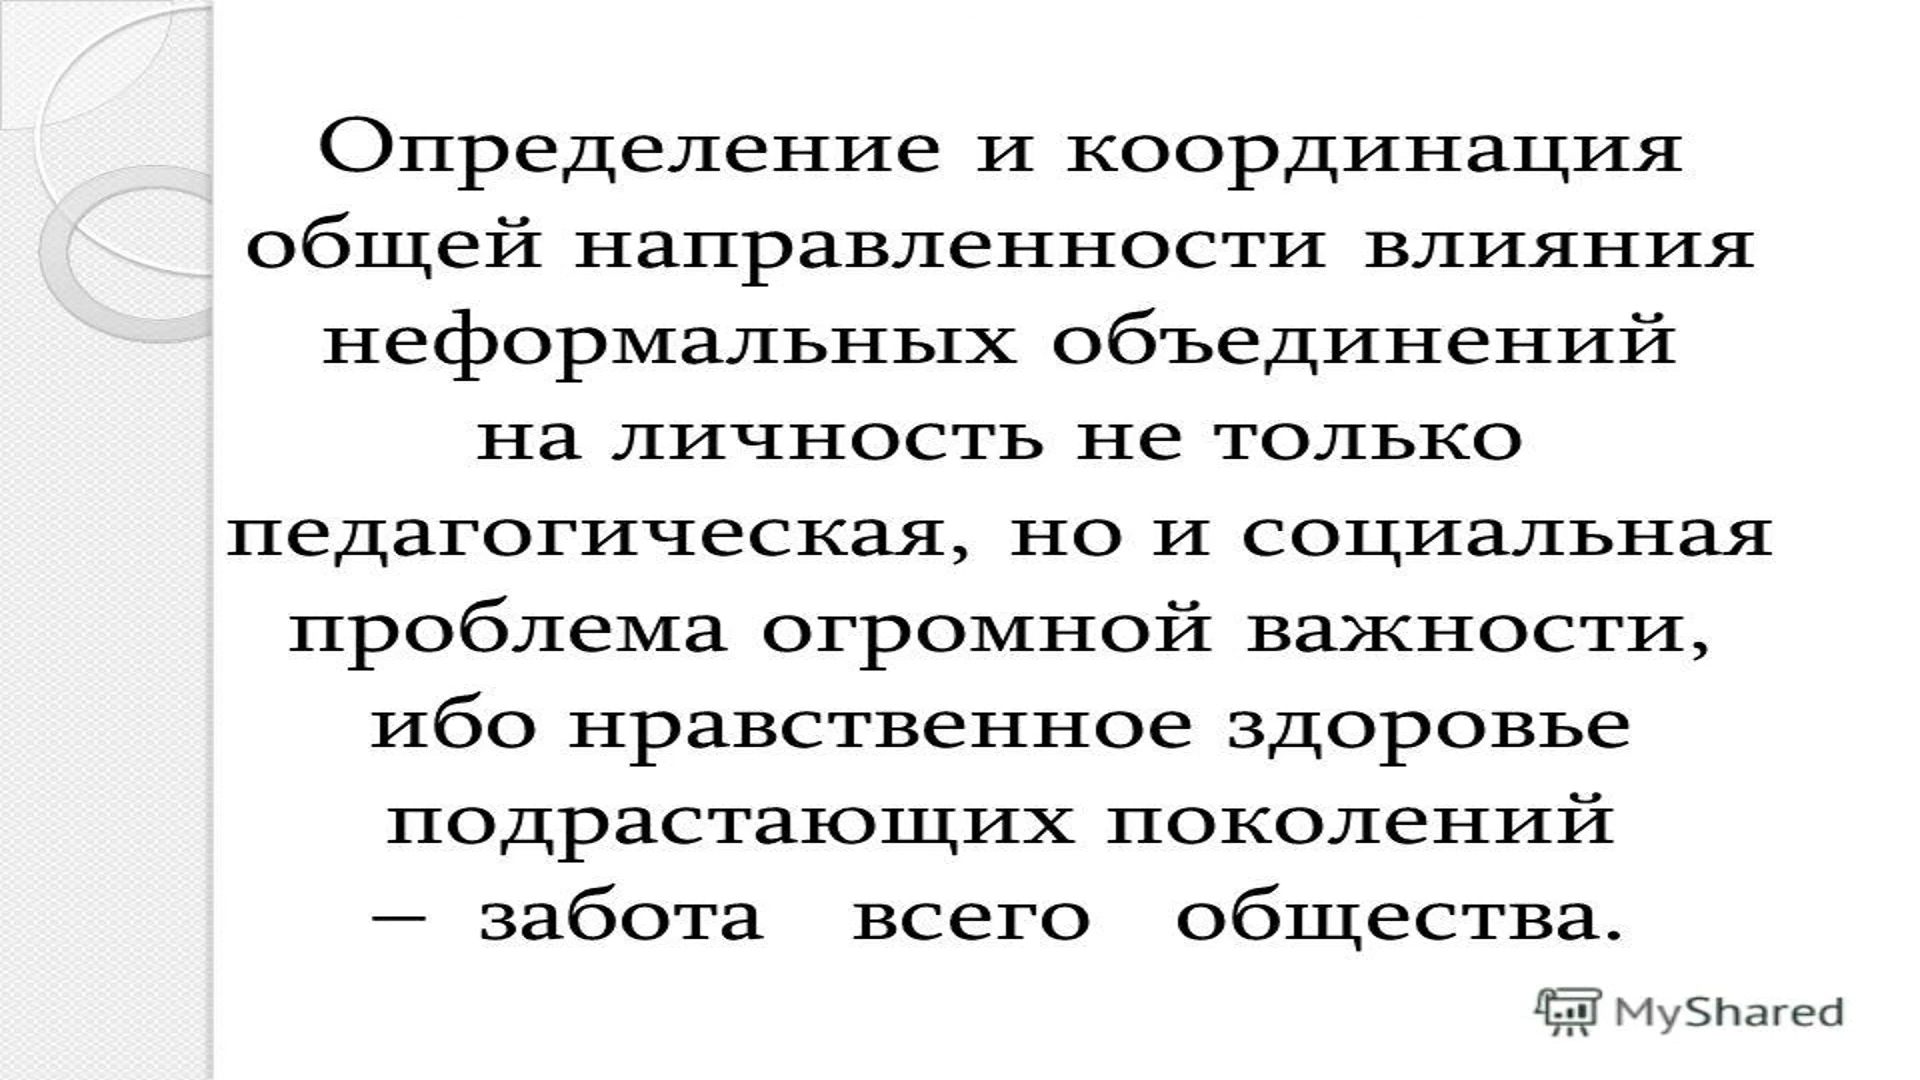 Определение и координация
общей направленности влияния
неформальных объединений
на личность не только
педагогическая, но и социальная
проблема огромной важности,
ибо нравственное здоровье
подрастающих поколений
– забота всего общества.
MyShared